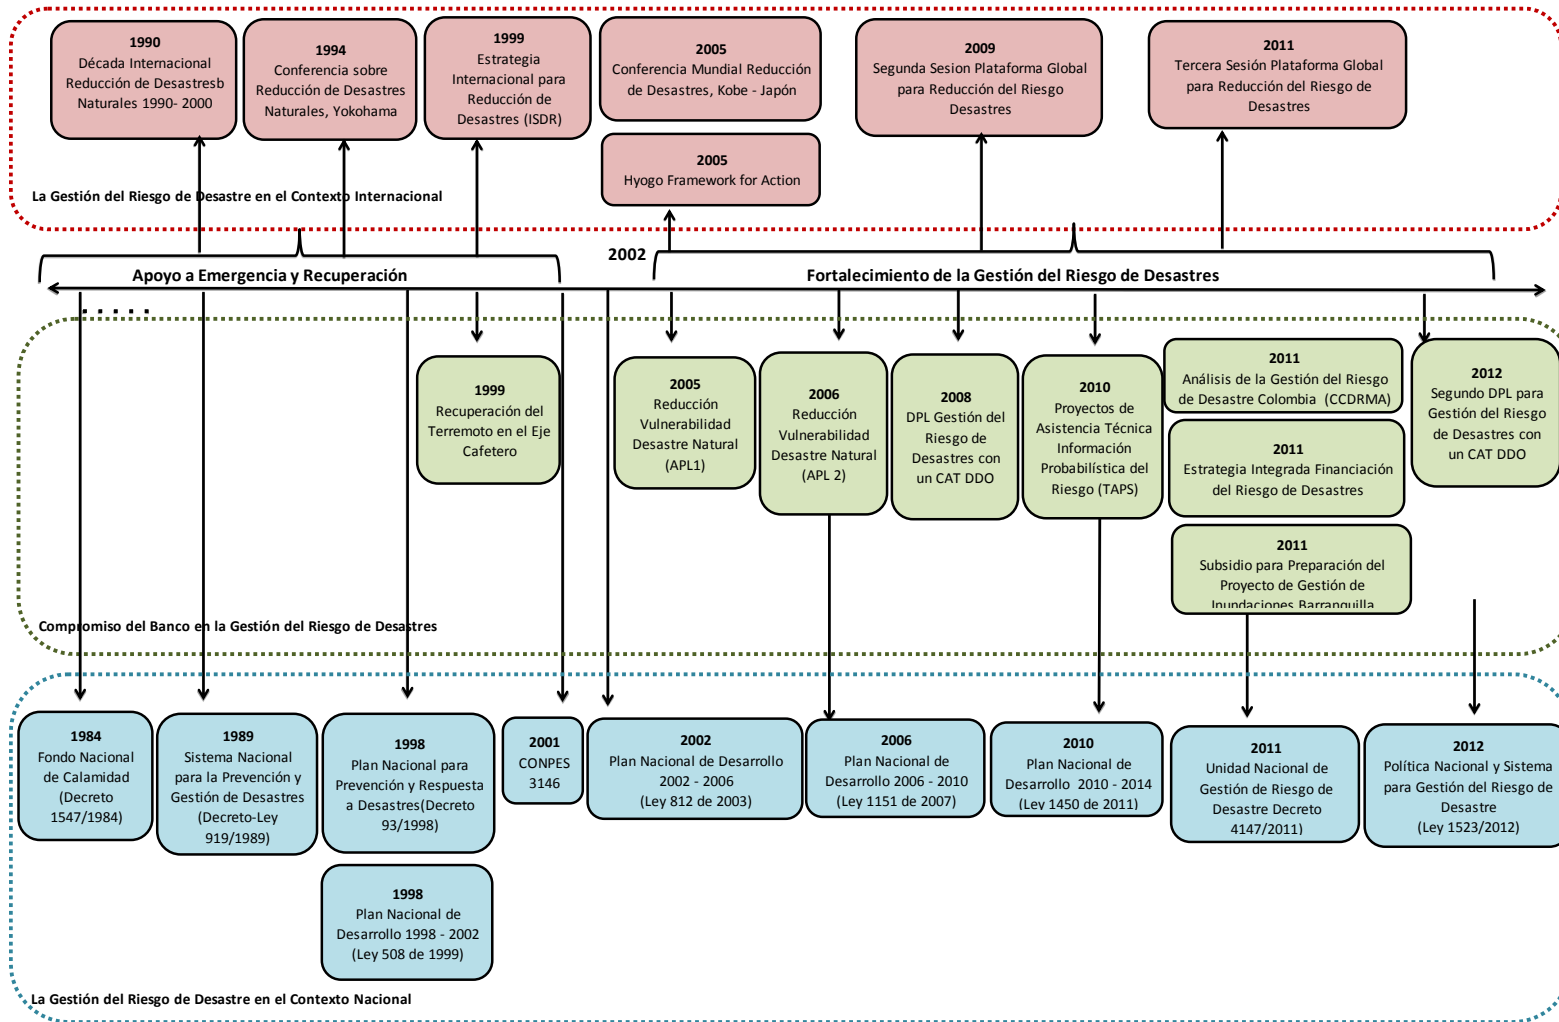 1990
Década Internacional
Reducción de Desastresb
Naturales 1990- 2000
1994
Conferencia sobre
Reducción de Desastres
Naturales, Yokohama
1999
Estrategia
Internacional para
Reducción de
Desastres (ISDR)
2005
Conferencia Mundial Reducción
de Desastres, Kobe - Japón
2005
Hyogo Framework for Action
2009
Segunda Sesion Plataforma Global
para Reducción del Riesgo
Desastres
2011
Tercera Sesión Plataforma Global
para Reducción del Riesgo de
Desastres
La Gestión del Riesgo de Desastre en el Contexto Internacional
2002
Apoyo a Emergencia y Recuperación
Fortalecimiento de la Gestión del Riesgo de Desastres
1999
Recuperación del
Terremoto en el Eje
Cafetero
2005
Reducción
Vulnerabilidad
Desastre Natural
(APL1)
2006
Reducción
Vulnerabilidad
Desastre Natural
(APL 2)
2008
DPL Gestión del
Riesgo de
Desastres con
un CAT DDO
2010
Proyectos de
Asistencia Técnica
Información
Probabilística del
Riesgo (TAPS)
2011
Análisis de la Gestión del Riesgo
de Desastre Colombia (CCDRMA)
2011
Estrategia Integrada Financiación
del Riesgo de Desastres
2011
Subsidio para Preparación del
Proyecto de Gestión de
Inundaciones Barranquilla
2012
Segundo DPL para
Gestión del Riesgo
de Desastres con
un CAT DDO
Compromiso del Banco en la Gestión del Riesgo de Desastres
1984
Fondo Nacional
de Calamidad
(Decreto
1547/1984)
1989
Sistema Nacional
para la Prevención y
Gestión de Desastres
(Decreto-Ley
919/1989)
1998
Plan Nacional para
Prevención y Respuesta
a Desastres(Decreto
93/1998)
1998
Plan Nacional de
Desarrollo 1998 - 2002
(Ley 508 de 1999)
2001
CONPES
3146
2002
Plan Nacional de Desarrollo
2002 - 2006
(Ley 812 de 2003)
2006
Plan Nacional de
Desarrollo 2006 - 2010
(Ley 1151 de 2007)
2010
Plan Nacional de
Desarrollo 2010 - 2014
(Ley 1450 de 2011)
2011
Unidad Nacional de
Gestión de Riesgo de
Desastre Decreto
4147/2011)
2012
Política Nacional y Sistema
para Gestión del Riesgo de
Desastre
(Ley 1523/2012)
La Gestión del Riesgo de Desastre en el Contexto Nacional